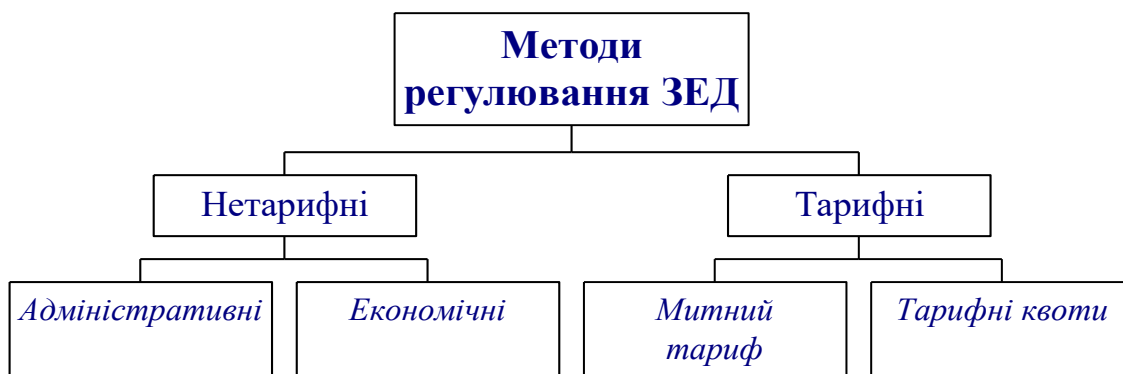 Методи
регулювання ЗЕД
Нетарифні
Тарифні
Адміністративні
Економічні
Митний
тариф
Тарифні квоти